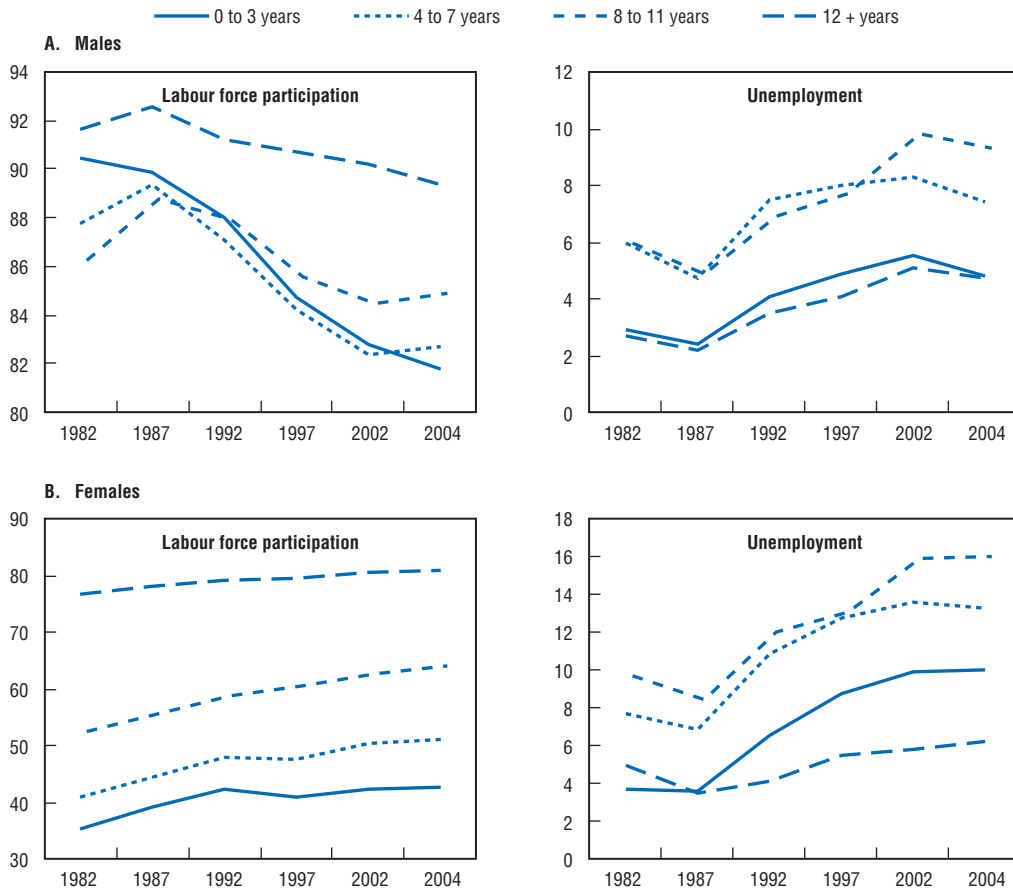 0 to 3 years 4 to 7 years 8 to 11 years 12 + years
A. Males
Labour force participation
94
92
90
88
86
84
82
80
1982 1987 1992 1997 2002 2004
Unemployment
12
10
8
6
4
2
0
1982 1987 1992 1997 2002 2004
B. Females
Labour force participation
90
80
70
60
50
40
30
1982 1987 1992 1997 2002 2004
Unemployment
18
16
14
12
10
8
6
4
2
0
1982 1987 1992 1997 2002 2004